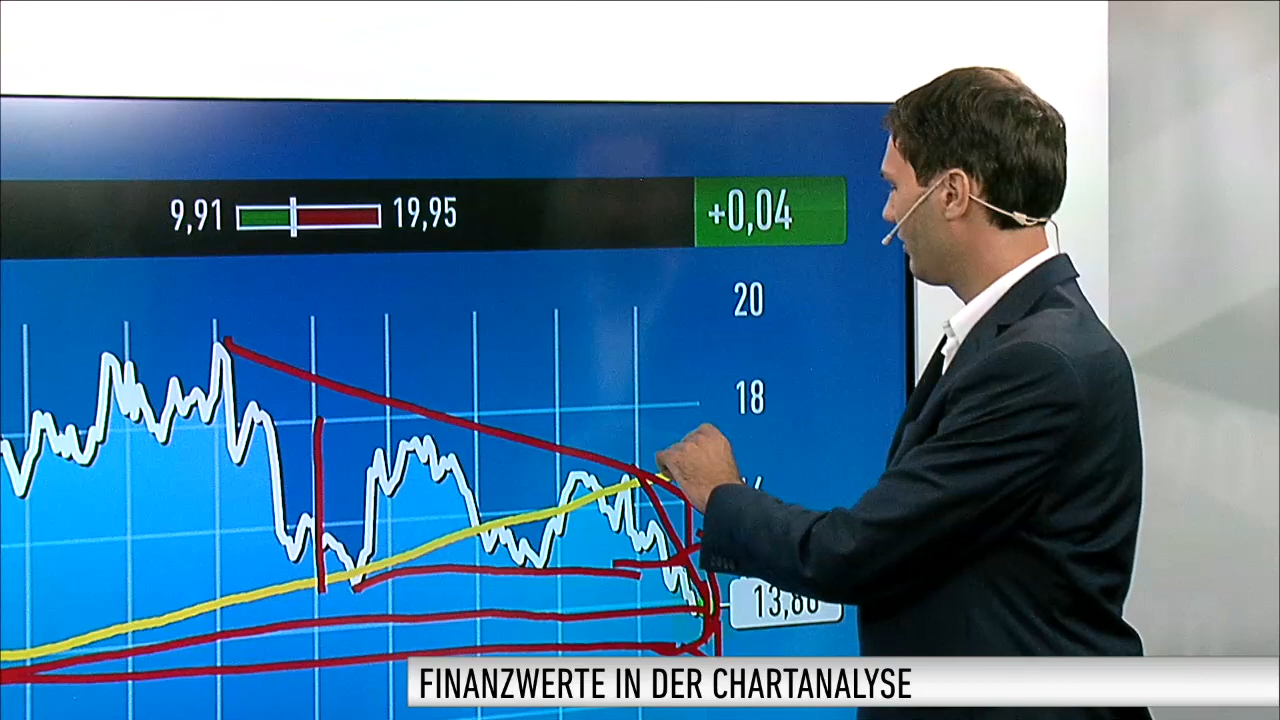 9,91 19,95 +0,04
20
18
13,80
FINANZWERTE IN DER CHARTANALYSE